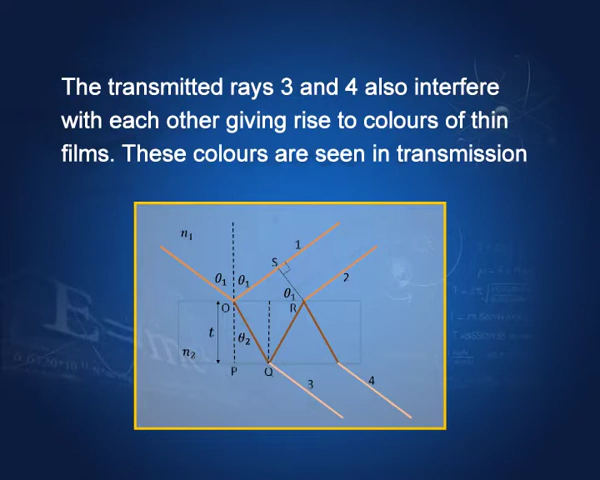 The transmitted rays 3 and 4 also interfere
with each other giving rise to colours of thin
films. These colours are seen in transmission
n₁
1
S
θ₁ θ₁
2
θ₁
O
R
t
θ₂
n₂
P
Q
3
4
E=m